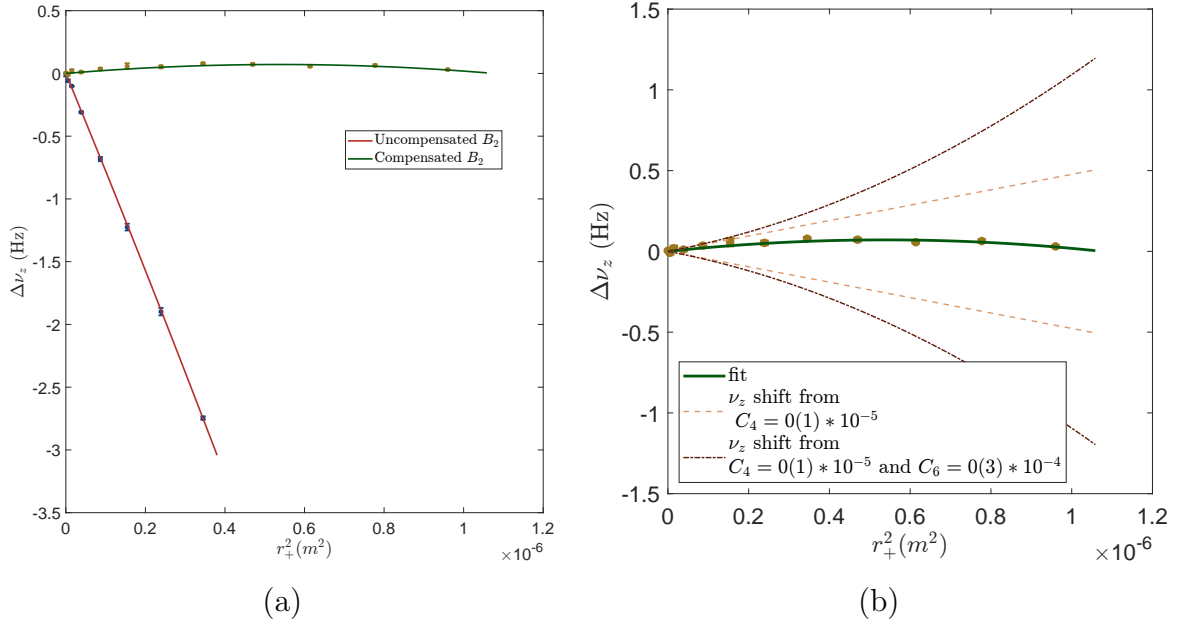 0.5
0
-0.5
-1
-1.5
-2
-2.5
-3
-3.5
Δν_z (Hz)
Uncompensated B_2
Compensated B_2
0 0.2 0.4 0.6 0.8 1 1.2
r_+^2(m^2)
×10^-6
(a)
1.5
1
0.5
0
-0.5
-1
-1.5
Δν_z (Hz)
fit
ν_z shift from
C_4 = 0(1) * 10^-5
ν_z shift from
C_4 = 0(1) * 10^-5 and C_6 = 0(3) * 10^-4
0 0.2 0.4 0.6 0.8 1 1.2
r_+^2(m^2)
×10^-6
(b)